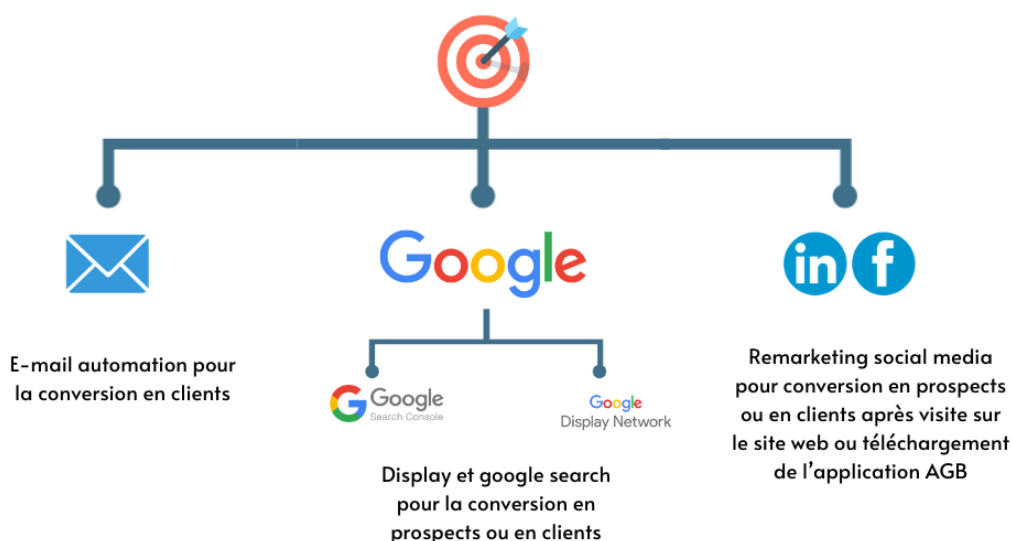 Google
in f
E-mail automation pour
la conversion en clients
Google
Search Console
Google
Display Network
Display et google search
pour la conversion en
prospects ou en clients
Remarketing social media
pour conversion en prospects
ou en clients après visite sur
le site web ou téléchargement
de l'application AGB